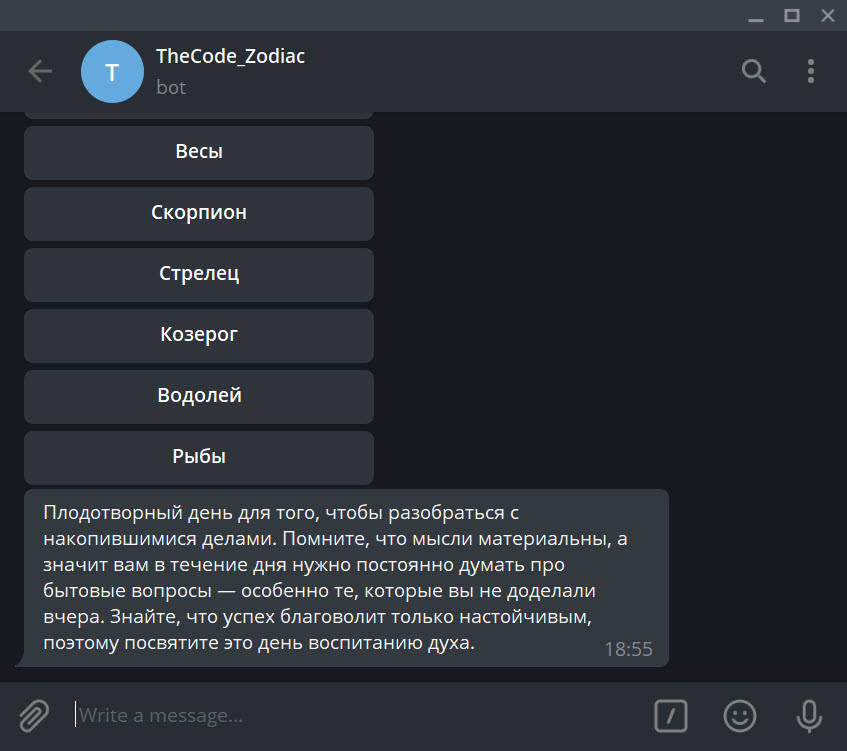 TheCode_Zodiac
bot
Весы
Скорпион
Стрелец
Козерог
Водолей
Рыбы
Плодотворный день для того, чтобы разобраться с
накопившимися делами. Помните, что мысли материальны, а
значит вам в течение дня нужно постоянно думать про
бытовые вопросы — особенно те, которые вы не доделали
вчера. Знайте, что успех благоволит только настойчивым,
поэтому посвятите это день воспитанию духа.
18:55
Write a message...